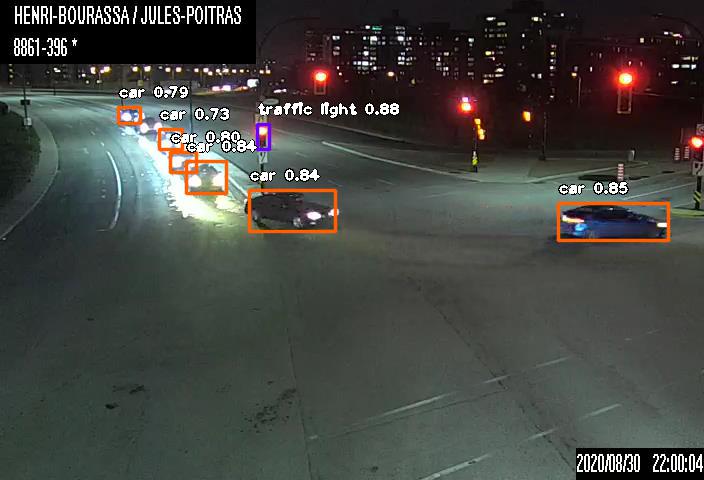 HENRI-BOURASSA / JULES-POITRAS
8861-396 *
car 0.79
car 0.73
traffic light 0.88
car 0.80
car 0.84
car 0.84
car 0.85
2020/08/30 22:00:04